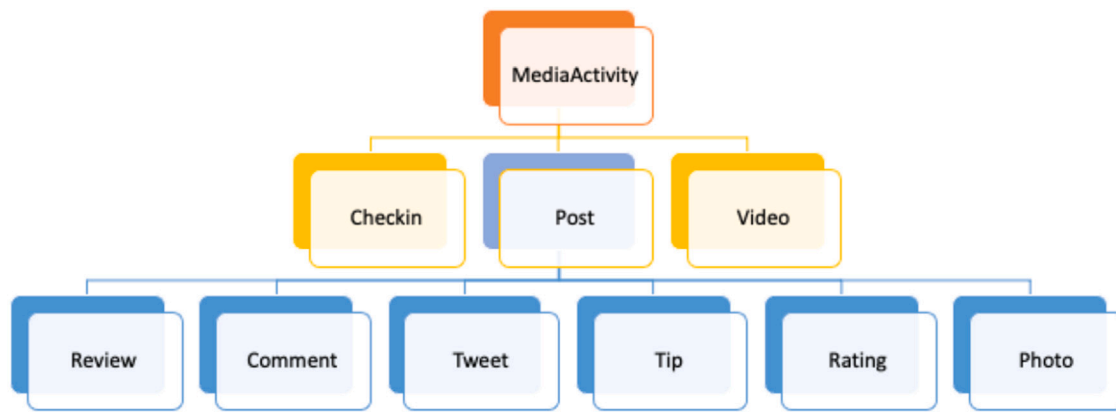 MediaActivity
Checkin
Post
Video
Review
Comment
Tweet
Tip
Rating
Photo